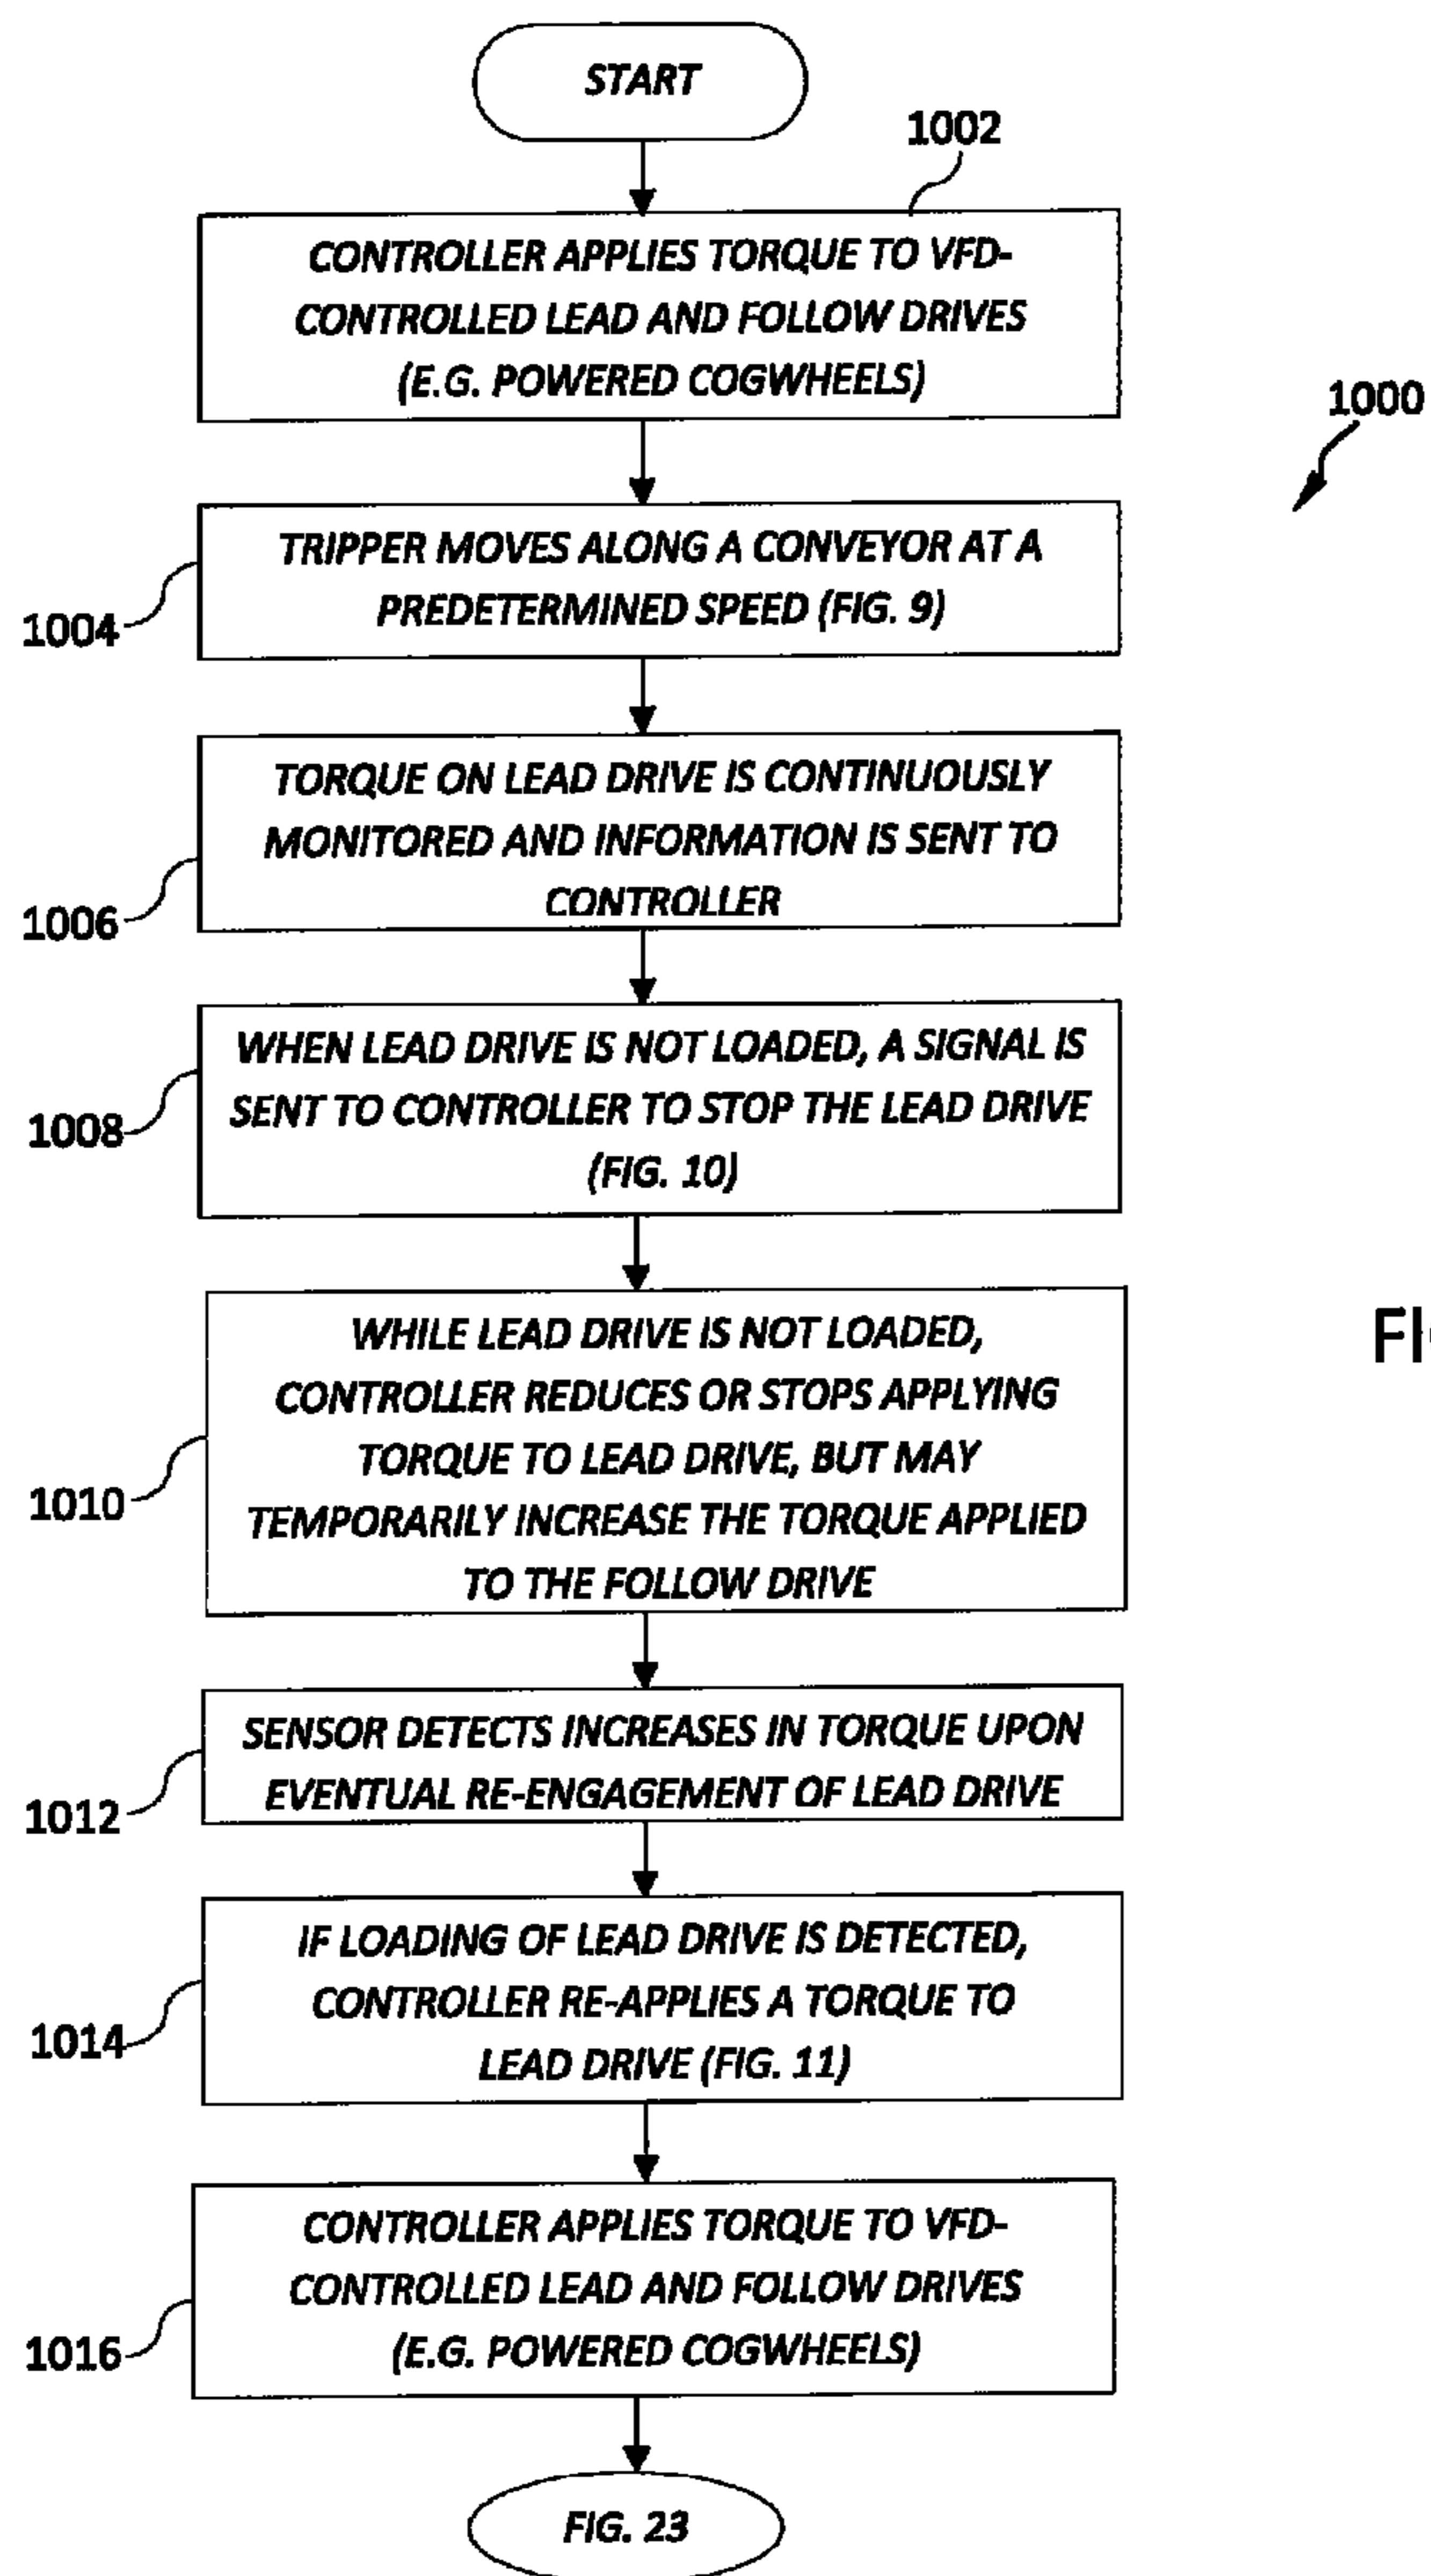 START
1002
CONTROLLER APPLIES TORQUE TO VFD-
CONTROLLED LEAD AND FOLLOW DRIVES
(E.G. POWERED COGWHEELS)
1000
TRIPPER MOVES ALONG A CONVEYOR AT A
PREDETERMINED SPEED (FIG. 9)
1004
TORQUE ON LEAD DRIVE IS CONTINUOUSLY
MONITORED AND INFORMATION IS SENT TO
CONTROLLER
1006
WHEN LEAD DRIVE IS NOT LOADED, A SIGNAL IS
SENT TO CONTROLLER TO STOP THE LEAD DRIVE
(FIG. 10)
1008
WHILE LEAD DRIVE IS NOT LOADED,
CONTROLLER REDUCES OR STOPS APPLYING
TORQUE TO LEAD DRIVE, BUT MAY
TEMPORARILY INCREASE THE TORQUE APPLIED
TO THE FOLLOW DRIVE
1010
SENSOR DETECTS INCREASES IN TORQUE UPON
EVENTUAL RE-ENGAGEMENT OF LEAD DRIVE
1012
IF LOADING OF LEAD DRIVE IS DETECTED,
CONTROLLER RE-APPLIES A TORQUE TO
LEAD DRIVE (FIG. 11)
1014
CONTROLLER APPLIES TORQUE TO VFD-
CONTROLLED LEAD AND FOLLOW DRIVES
(E.G. POWERED COGWHEELS)
1016
FIG. 23